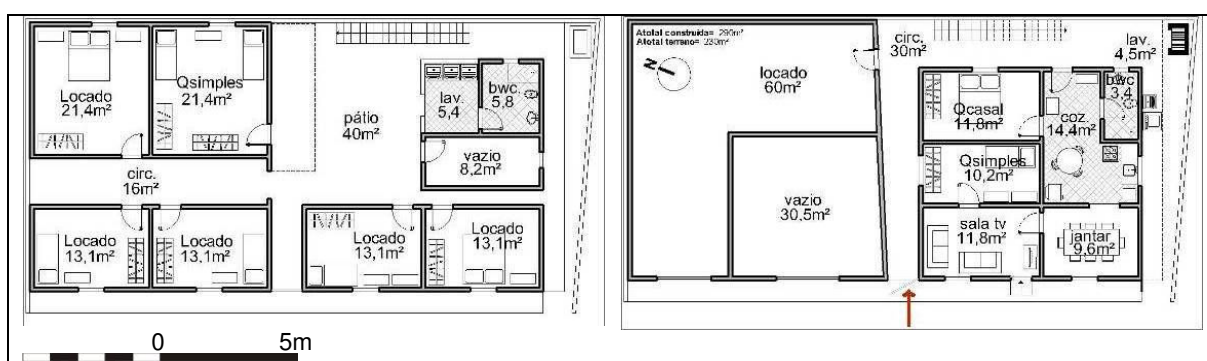 Locado
21,4m²
Qsimples
21,4m²
pátio
40m²
lav.
5,4
bwc.
5,8
vazio
8,2m²
circ.
16m²
Locado
13,1m²
Locado
13,1m²
Locado
13,1m²
Locado
13,1m²
0 5m
Atotal construída= 290m²
Atotal terreno= 230m²
N
locado
60m²
vazio
30,5m²
circ.
30m²
lav.
4,5m²
Qcasal
11,8m²
bwc
3,4
coz.
14,4m²
Qsimples
10,2m²
sala tv
11,8m²
jantar
9,6m²